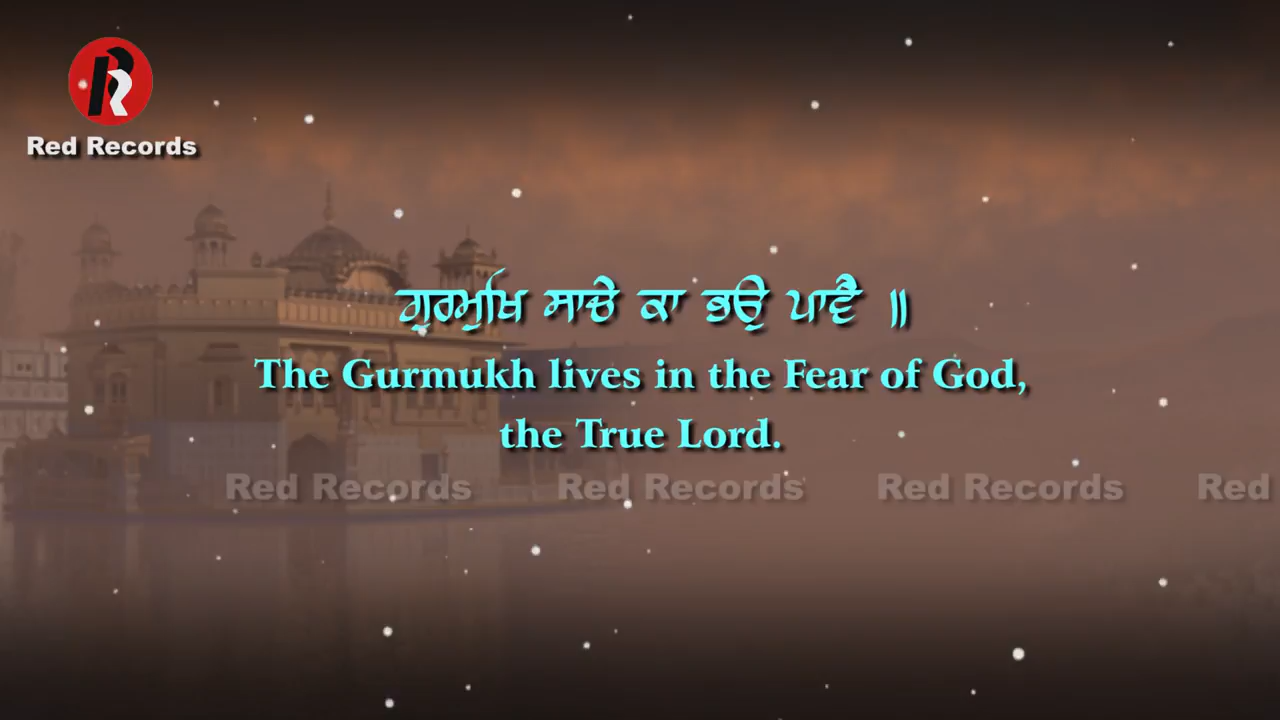 Red Records
ਗੁਰਮੁਖਿ ਸਾਚੇ ਕਾ ਭਉ ਪਾਵੈ ॥
The Gurmukh lives in the Fear of God,
the True Lord.
Red Records Red Records Red Records Red